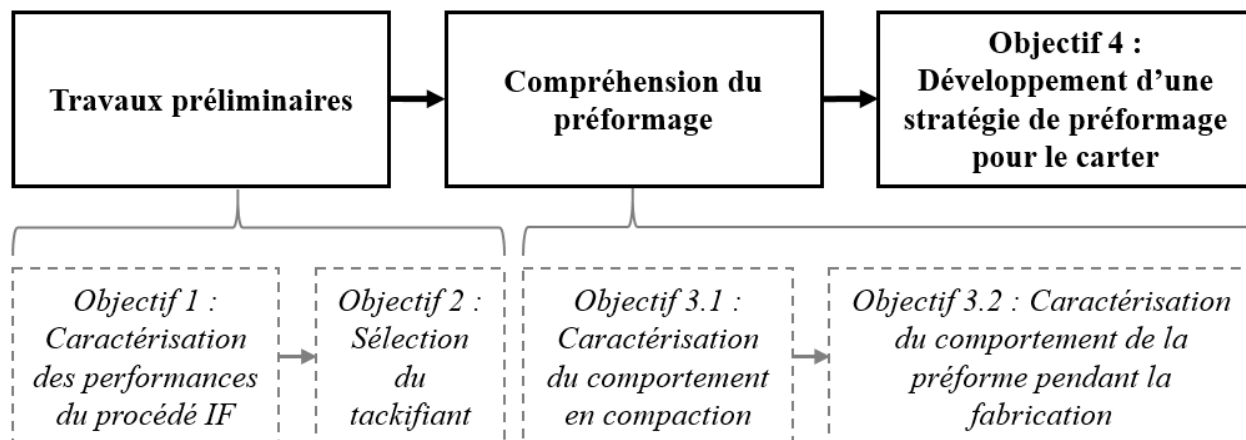 Travaux préliminaires
Compréhension du
préformage
Objectif 4 :
Développement d’une
stratégie de préformage
pour le carter
Objectif 1 :
Caractérisation
des performances
du procédé IF
Objectif 2 :
Sélection
du
tackifiant
Objectif 3.1 :
Caractérisation
du comportement
en compaction
Objectif 3.2 : Caractérisation
du comportement de la
préforme pendant la
fabrication